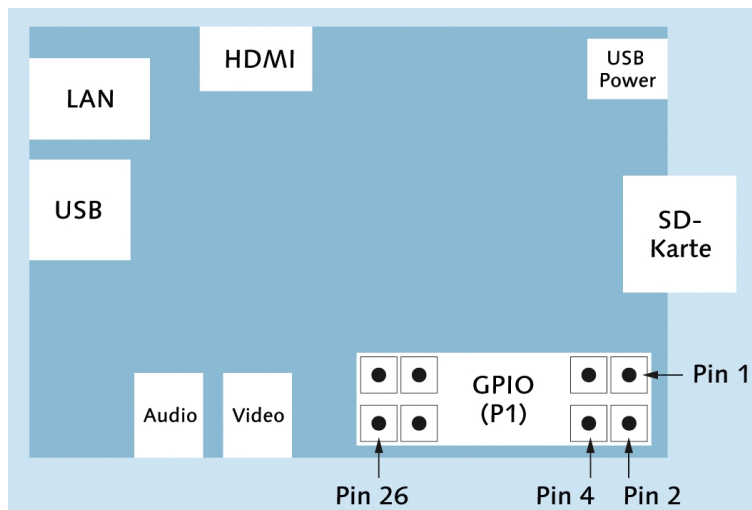 HDMI
USB
Power
LAN
USB
SD-
Karte
GPIO
(P1)
Pin 1
Audio
Video
Pin 26
Pin 4
Pin 2